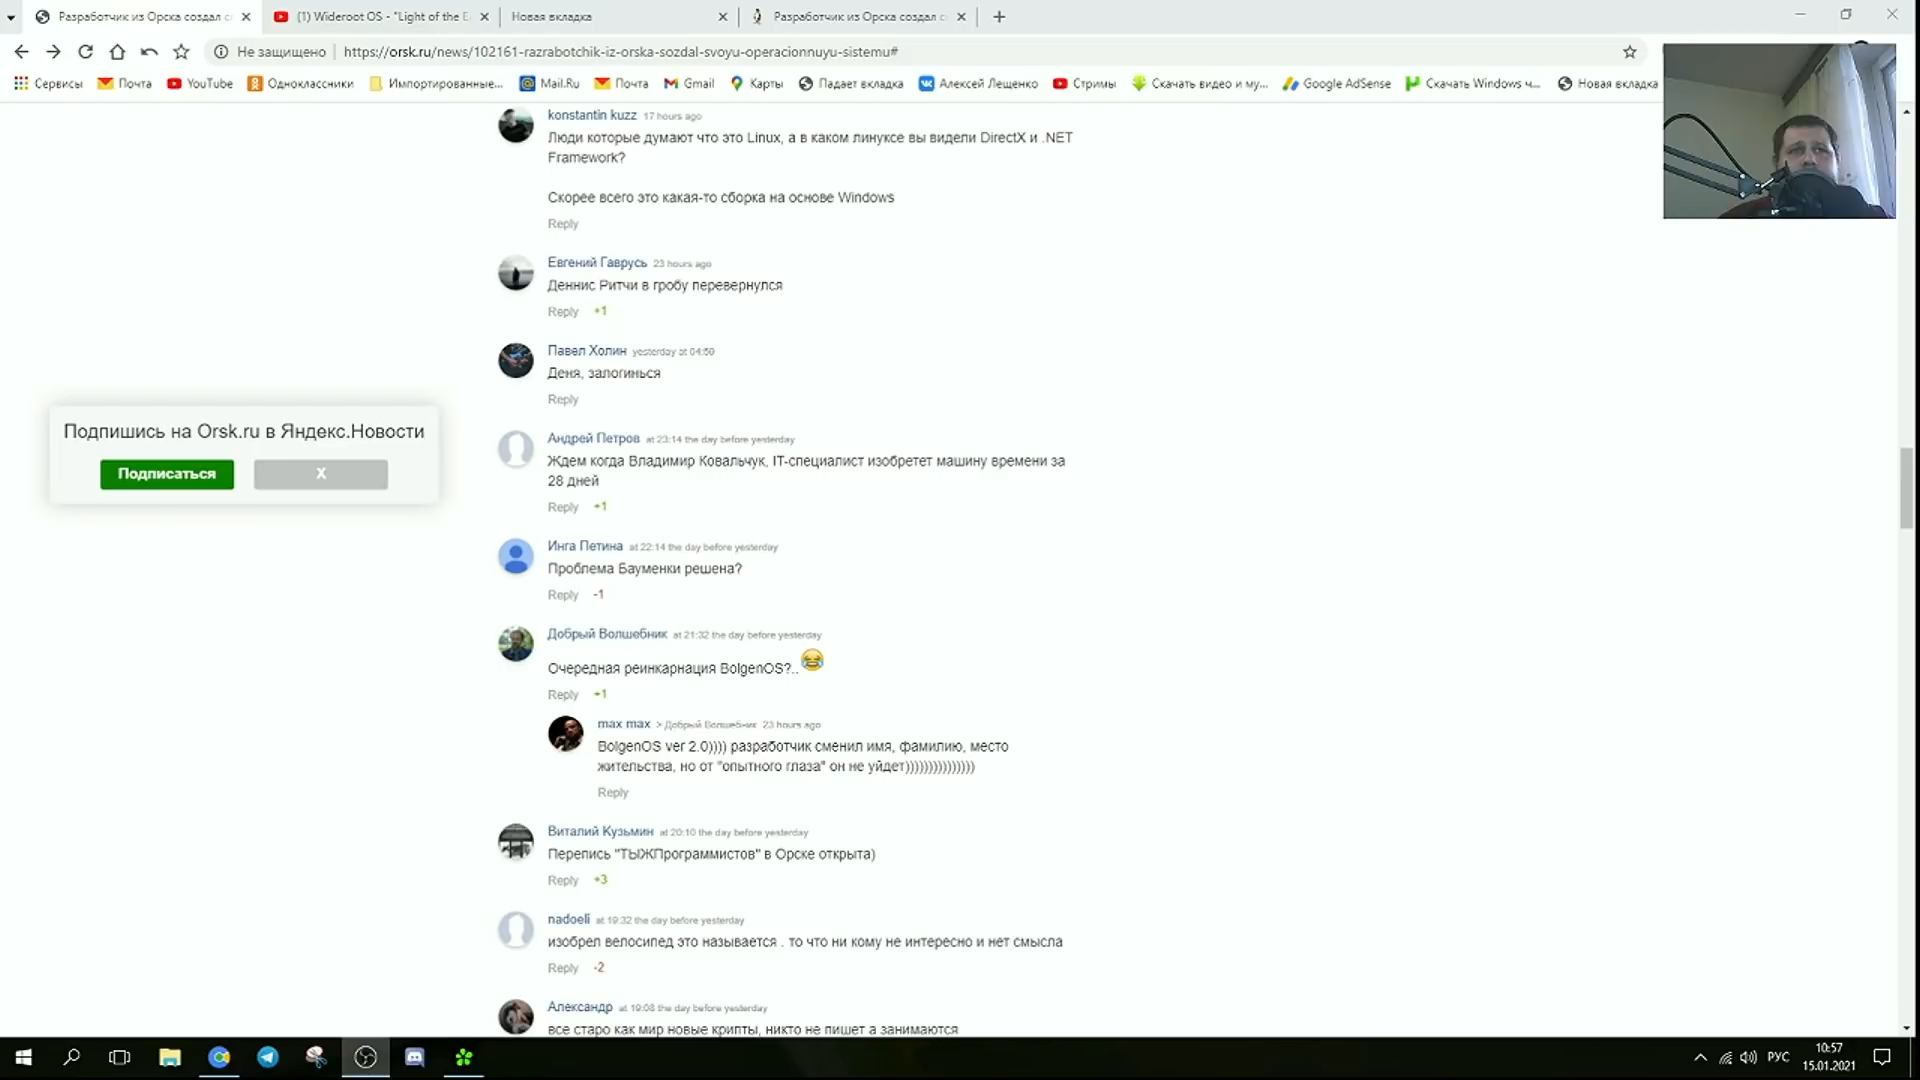 Разработчик из Орска создал с
(1) Wideroot OS - "Light of the E
Новая вкладка
Разработчик из Орска создал с
Не защищено
https://orsk.ru/news/102161-razrabotchik-iz-orska-sozdal-svoyu-operacionnuyu-sistemu#
Сервисы
Почта
YouTube
Одноклассники
Импортированные...
Mail.Ru
Почта
Gmail
Карты
Падает вкладка
Алексей Лещенко
Стримы
Скачать видео и му...
Google AdSense
Скачать Windows ч...
Новая вкладка
konstantin kuzz 17 hours ago
Люди которые думают что это Linux, а в каком линуксе вы видели DirectX и .NET
Framework?
Скорее всего это какая-то сборка на основе Windows
Reply
Евгений Гаврусь 23 hours ago
Деннис Ритчи в гробу перевернулся
Reply +1
Павел Холин yesterday at 04:50
Деня, залогинься
Reply
Подпишись на Orsk.ru в Яндекс.Новости
Подписаться X
Андрей Петров at 23:14 the day before yesterday
Ждем когда Владимир Ковальчук, IT-специалист изобретет машину времени за
28 дней
Reply +1
Инга Петина at 22:14 the day before yesterday
Проблема Бауменки решена?
Reply -1
Добрый Волшебник at 21:32 the day before yesterday
Очередная реинкарнация BolgenOS?..
Reply +1
max max > Добрый Волшебник 23 hours ago
BolgenOS ver 2.0)))) разработчик сменил имя, фамилию, место
жительства, но от "опытного глаза" он не уйдет)))))))))))))))
Reply
Виталий Кузьмин at 20:10 the day before yesterday
Перепись "ТЫЖПрограммистов" в Орске открыта)
Reply +3
nadoeli at 19:32 the day before yesterday
изобрел велосипед это называется . то что ни кому не интересно и нет смысла
Reply -2
Александр at 19:08 the day before yesterday
все старо как мир новые крипты, никто не пишет а занимаются
РУС
10:57
15.01.2021